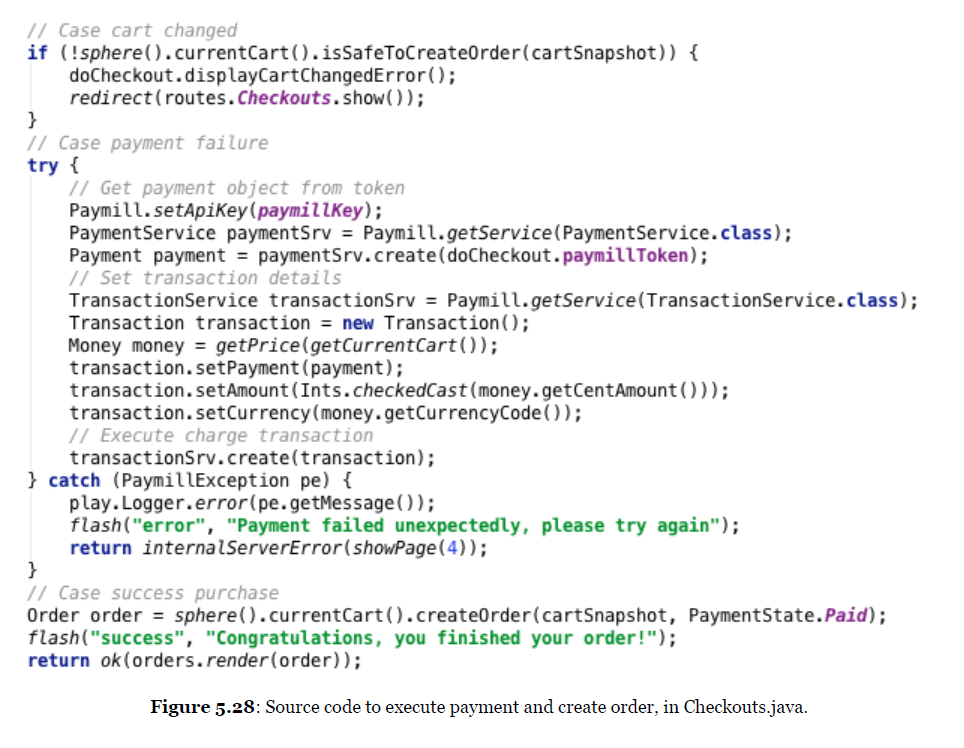 // Case cart changed
if (!sphere().currentCart().isSafeToCreateOrder(cartSnapshot)) {
doCheckout.displayCartChangedError();
redirect(routes.Checkouts.show());
}
// Case payment failure
try {
// Get payment object from token
Paymill.setApiKey(paymillKey);
PaymentService paymentSrv = Paymill.getService(PaymentService.class);
Payment payment = paymentSrv.create(doCheckout.paymillToken);
// Set transaction details
TransactionService transactionSrv = Paymill.getService(TransactionService.class);
Transaction transaction = new Transaction();
Money money = getPrice(getCurrentCart());
transaction.setPayment(payment);
transaction.setAmount(Ints.checkedCast(money.getCentAmount()));
transaction.setCurrency(money.getCurrencyCode());
// Execute charge transaction
transactionSrv.create(transaction);
} catch (PaymillException pe) {
play.Logger.error(pe.getMessage());
flash("error", "Payment failed unexpectedly, please try again");
return internalServerError(showPage(4));
}
// Case success purchase
Order order = sphere().currentCart().createOrder(cartSnapshot, PaymentState.Paid);
flash("success", "Congratulations, you finished your order!");
return ok(orders.render(order));
Figure 5.28: Source code to execute payment and create order, in Checkouts.java.